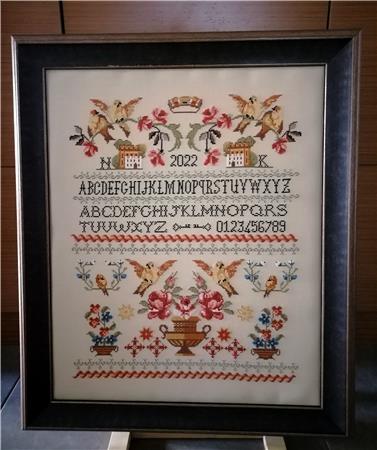 N 2022 K
ABCDEFGHIJKLMNOPQRSTUVWXYZ
ABCDEFGHIJKLMNOPQRS
TUVWXYZ 0123456789